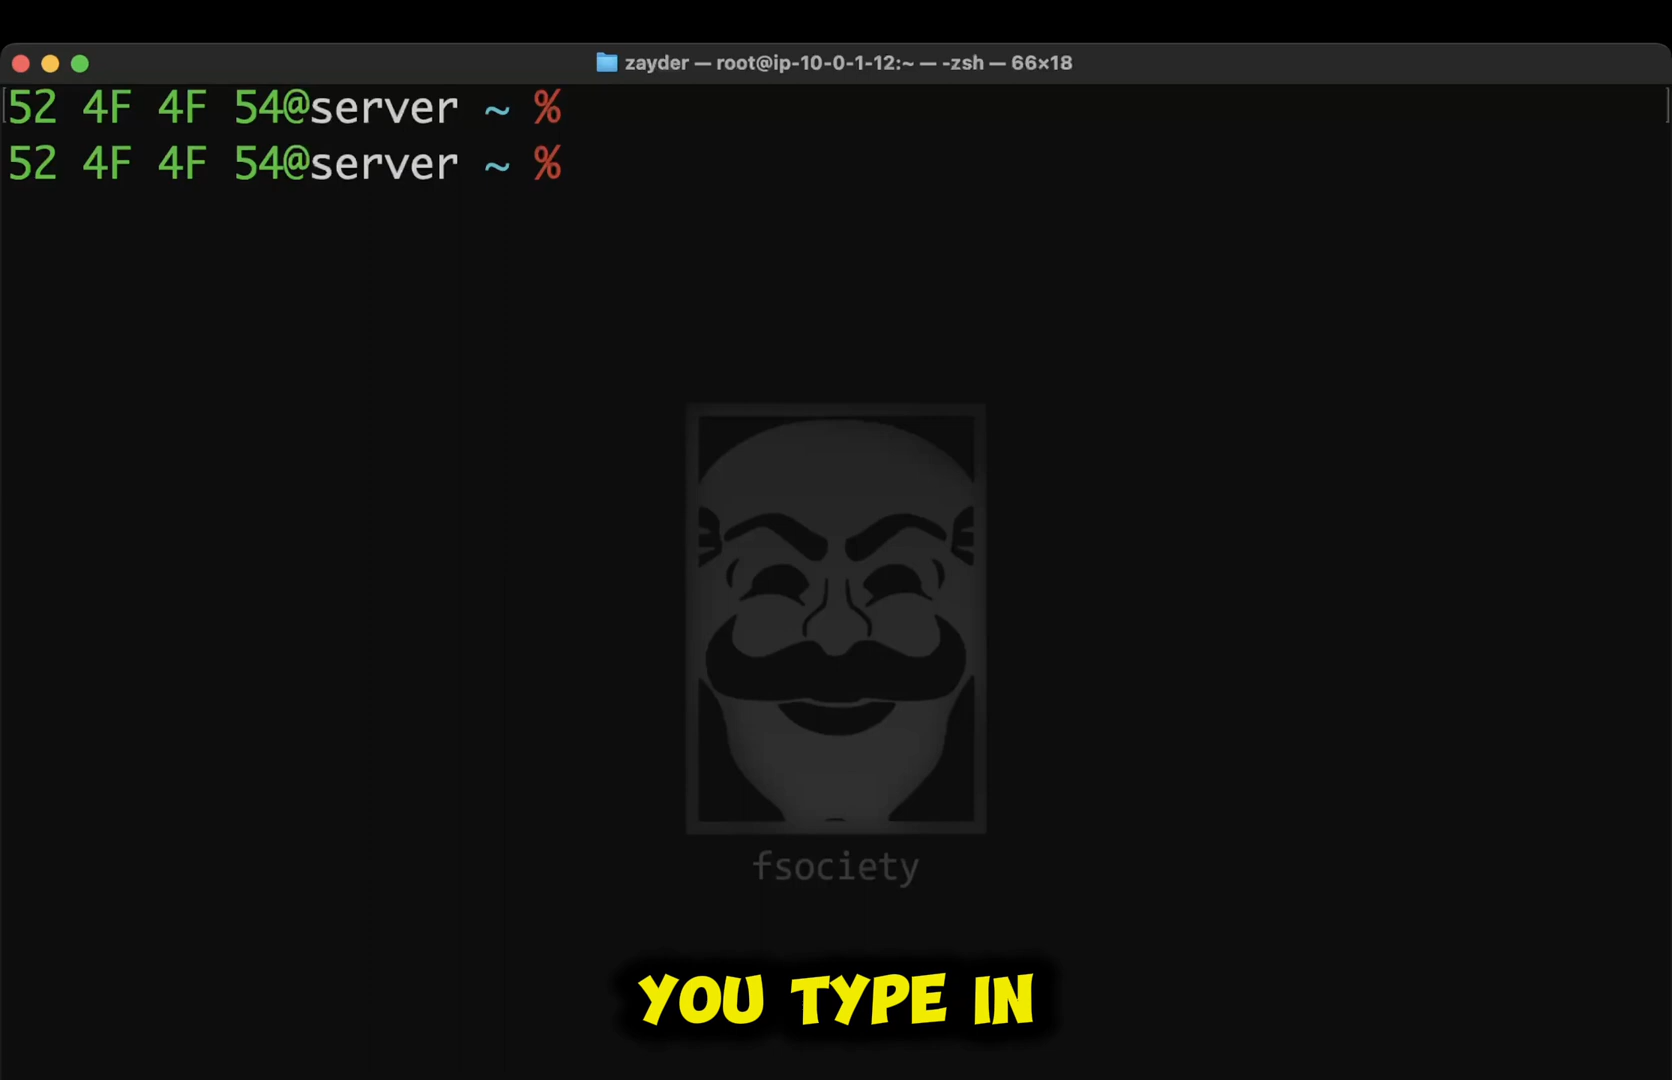 zayder — root@ip-10-0-1-12:~ — -zsh — 66×18
52 4F 4F 54@server ~ %
52 4F 4F 54@server ~ %
fsociety
YOU TYPE IN